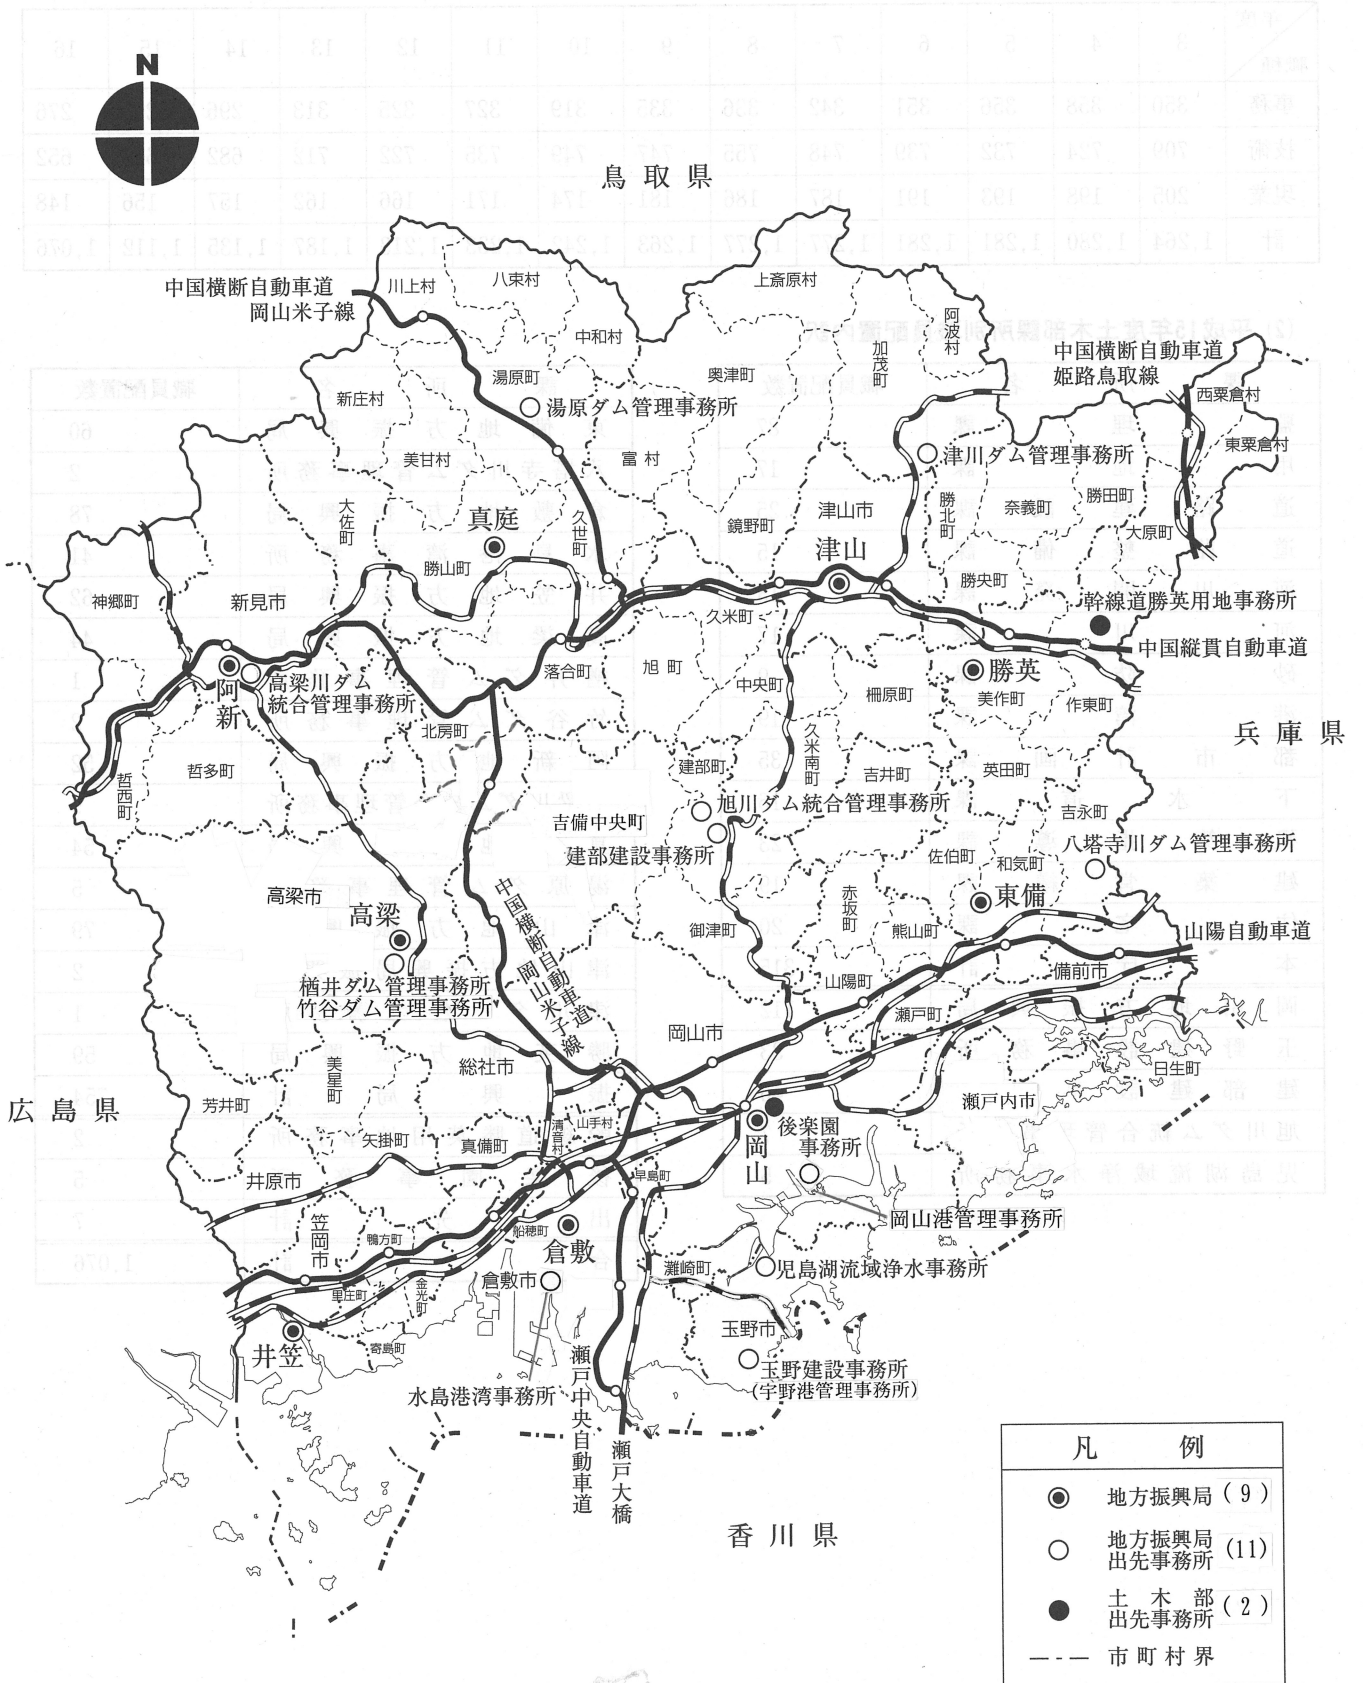 N
鳥取県
中国横断自動車道
岡山米子線
川上村
八束村
中和村
上斎原村
阿波村
加茂町
奥津町
湯原町
新庄村
湯原ダム管理事務所
中国横断自動車道
姫路鳥取線
西粟倉村
東粟倉村
美甘村
富村
津川ダム管理事務所
大佐町
真庭
久世町
鏡野町
津山市
勝北町
奈義町
勝田町
大原町
津山
勝山町
勝央町
神郷町
新見市
久米町
幹線道勝英用地事務所
中国縦貫自動車道
阿新
高梁川ダム
統合管理事務所
落合町
旭町
中央町
柵原町
勝英
美作町
作東町
北房町
兵庫県
哲西町
哲多町
建部町
久米南町
吉井町
英田町
旭川ダム統合管理事務所
吉永町
吉備中央町
建部建設事務所
佐伯町
和気町
八塔寺川ダム管理事務所
高梁市
高梁
中国横断自動車道
岡山米子線
赤坂町
東備
御津町
熊山町
山陽自動車道
楢井ダム管理事務所
竹谷ダム管理事務所
山陽町
備前市
瀬戸町
岡山市
美星町
総社市
日生町
広島県
芳井町
瀬戸内市
矢掛町
真備町
清音村
山手村
岡山
後楽園
事務所
井原市
早島町
岡山港管理事務所
笠岡市
鴨方町
船穂町
倉敷
倉敷市
灘崎町
児島湖流域浄水事務所
里庄町
金光町
井笠
寄島町
玉野市
玉野建設事務所
(宇野港管理事務所)
水島港湾事務所
瀬戸中央自動車道
瀬戸大橋
香川県
凡例
地方振興局(9)
地方振興局
出先事務所(11)
土木部
出先事務所(2)
市町村界